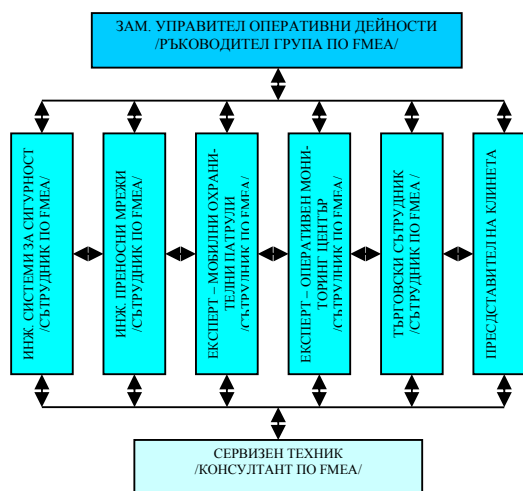 ЗАМ. УПРАВИТЕЛ ОПЕРАТИВНИ ДЕЙНОСТИ
/РЪКОВОДИТЕЛ ГРУПА ПО FMEA/
ИНЖ. СИСТЕМИ ЗА СИГУРНОСТ
/СЪТРУДНИК ПО FMEA/
ИНЖ. ПРЕНОСНИ МРЕЖИ
/СЪТРУДНИК ПО FMEA/
ЕКСПЕРТ – МОБИЛНИ ОХРАНИ-
ТЕЛНИ ПАТРУЛИ
/СЪТРУДНИК ПО FMEA/
ЕКСПЕРТ – ОПЕРАТИВЕН МОНИ-
ТОРИНГ ЦЕНТЪР
/СЪТРУДНИК ПО FMEA/
ТЪРГОВСКИ СЪТРУДНИК
/СЪТРУДНИК ПО FMEA /
ПРЕСДСТАВИТЕЛ НА КЛИНЕТА
СЕРВИЗЕН ТЕХНИК
/КОНСУЛТАНТ ПО FMEA/